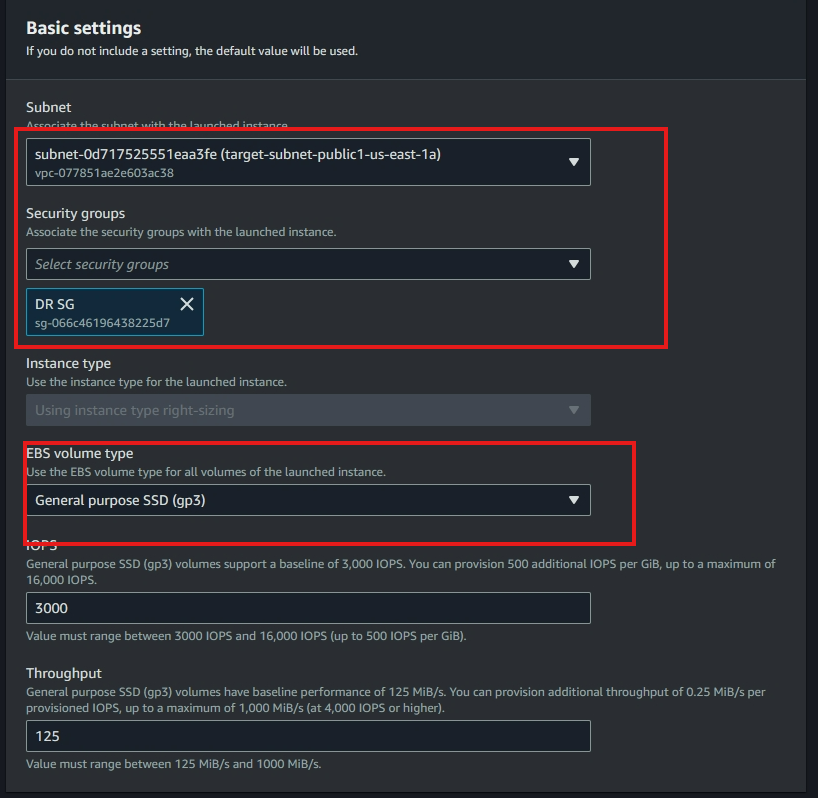 Basic settings
If you do not include a setting, the default value will be used.
Subnet
Associate the subnet with the launched instance.
subnet-0d717525551eaa3fe (target-subnet-public1-us-east-1a)
vpc-077851ae2e603ac38
Security groups
Associate the security groups with the launched instance.
Select security groups
DR SG
sg-066c46196438225d7
Instance type
Use the instance type for the launched instance.
Using instance type right-sizing
EBS volume type
Use the EBS volume type for all volumes of the launched instance.
General purpose SSD (gp3)
IOPS
General purpose SSD (gp3) volumes support a baseline of 3,000 IOPS. You can provision 500 additional IOPS per GiB, up to a maximum of
16,000 IOPS.
3000
Value must range between 3000 IOPS and 16,000 IOPS (up to 500 IOPS per GiB).
Throughput
General purpose SSD (gp3) volumes have baseline performance of 125 MiB/s. You can provision additional throughput of 0.25 MiB/s per
provisioned IOPS, up to a maximum of 1,000 MiB/s (at 4,000 IOPS or higher).
125
Value must range between 125 MiB/s and 1000 MiB/s.